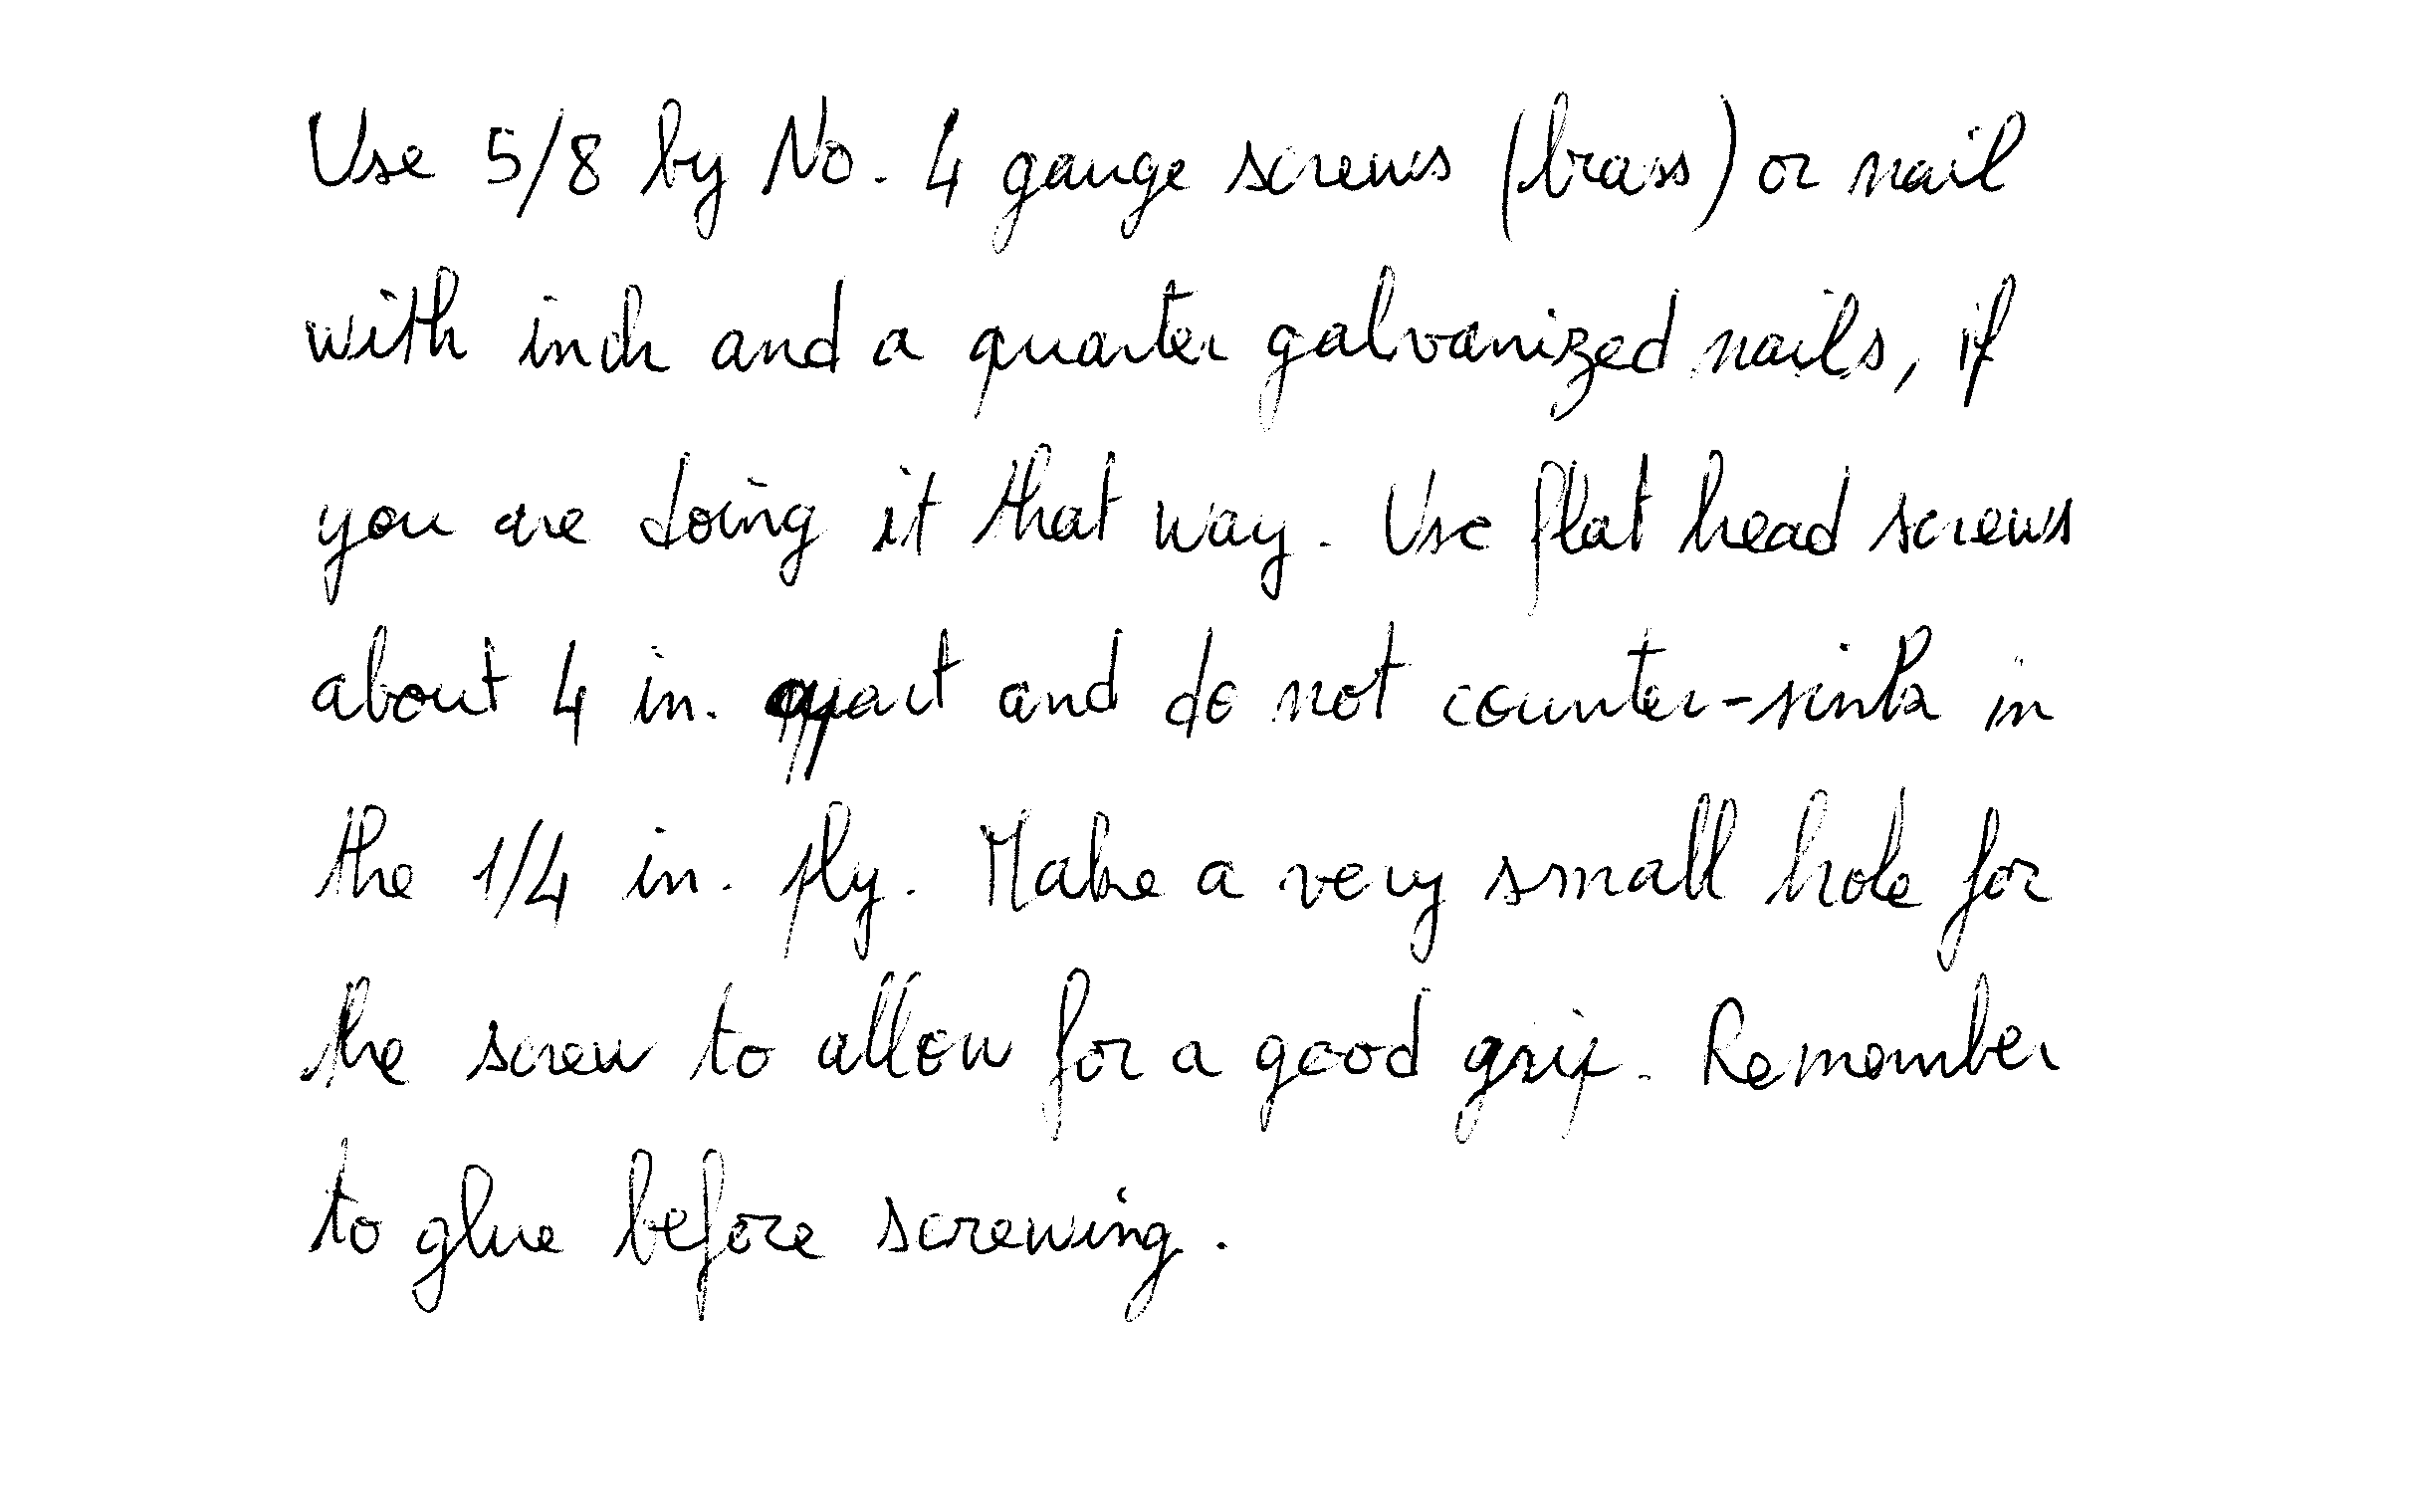 Use 5/8 by No. 4 gauge screws (brass) or nail
with inch and a quarter galvanized nails, if
you are doing it that way. Use flat head screws
about 4 in. apart and do not counter-sink in
the 1/4 in. ply. Make a very small hole for
the screw to allow for a good grip. Remember
to glue before screwing.